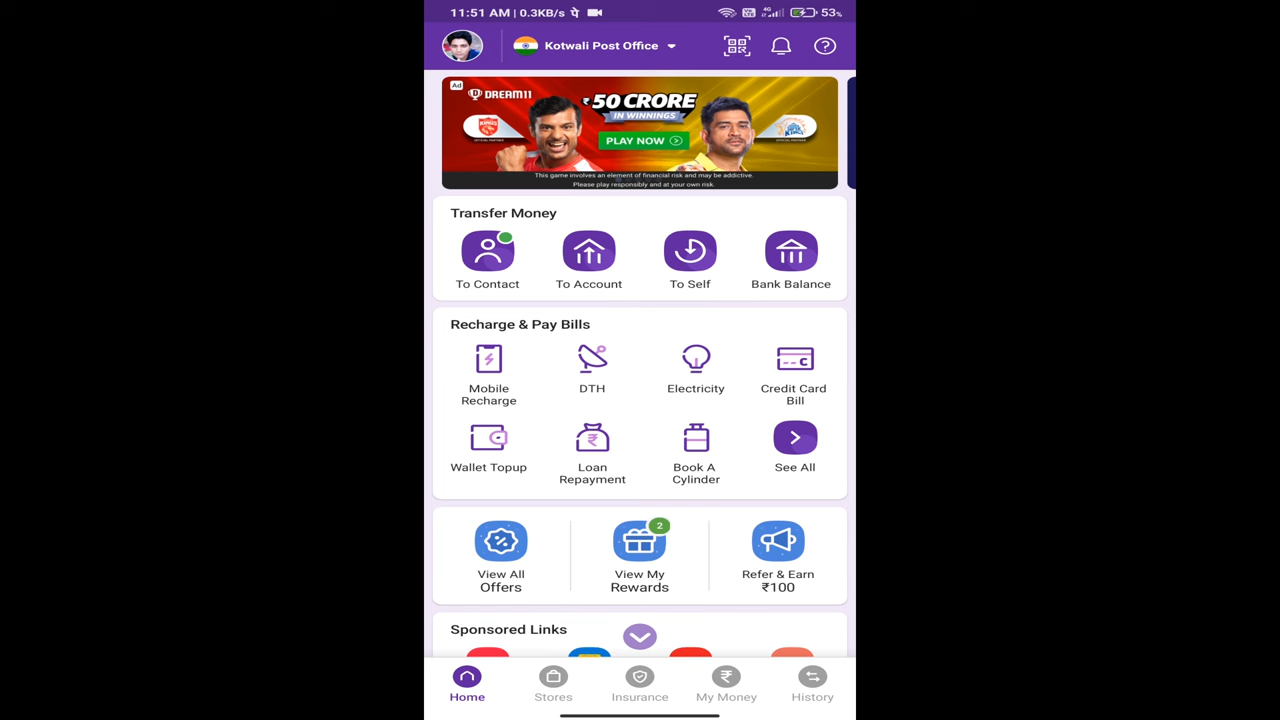 11:51 AM | 0.3KB/s
4G
53%
Kotwali Post Office
Ad
DREAM11
₹50 CRORE
IN WINNINGS
PLAY NOW
This game involves an element of financial risk and may be addictive.
Please play responsibly and at your own risk.
Transfer Money
To Contact
To Account
To Self
Bank Balance
Recharge & Pay Bills
Mobile
Recharge
DTH
Electricity
Credit Card
Bill
Wallet Topup
Loan
Repayment
Book A
Cylinder
See All
View All
Offers
2
View My
Rewards
Refer & Earn
₹100
Sponsored Links
Home
Stores
Insurance
My Money
History